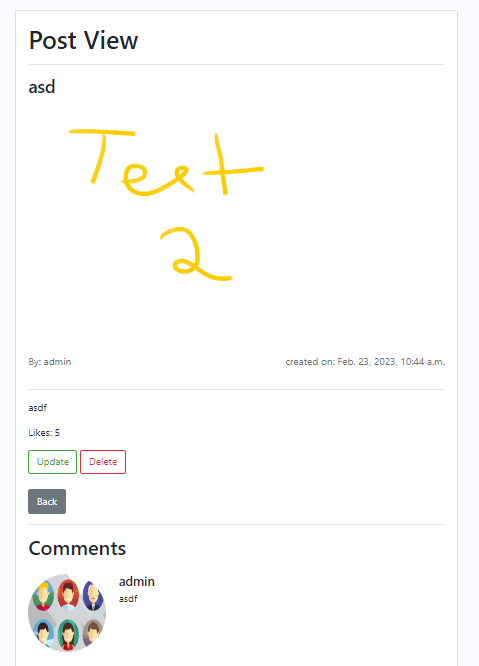 Post View
asd
Test
2
By: admin created on: Feb. 23, 2023, 10:44 a.m.
asdf
Likes: 5
Update Delete
Back
Comments
admin
asdf